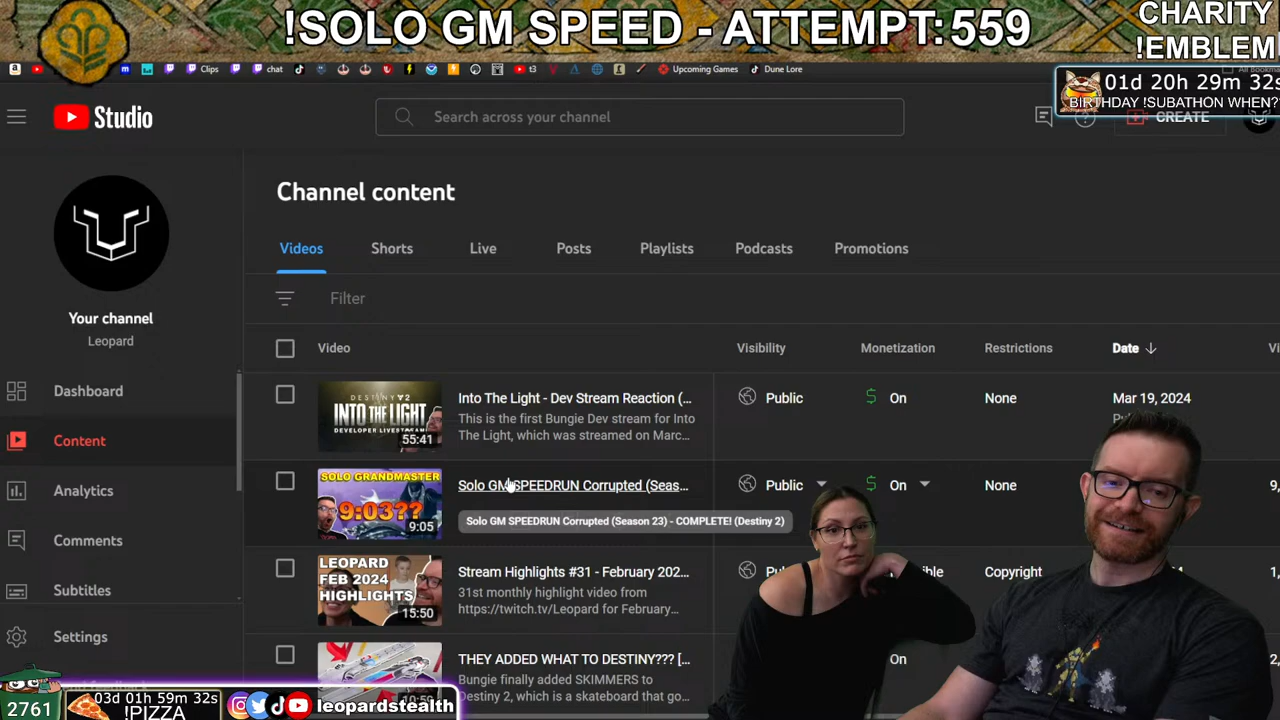 !SOLO GM SPEED - ATTEMPT: 559
CHARITY
!EMBLEM
Clips
chat
t3
Upcoming Games
Dune Lore
01d 20h 29m 32s
BIRTHDAY !SUBATHON WHEN?
Studio
Search across your channel
CREATE
Channel content
Videos
Shorts
Live
Posts
Playlists
Podcasts
Promotions
Filter
Your channel
Leopard
Dashboard
Content
Analytics
Comments
Subtitles
Settings
Video
Visibility
Monetization
Restrictions
Date
DESTINY 2
INTO THE LIGHT
DEVELOPER LIVESTREAM
55:41
Into The Light - Dev Stream Reaction (...
This is the first Bungie Dev stream for Into
The Light, which was streamed on Marc...
Public
On
None
Mar 19, 2024
SOLO GRANDMASTER
9:03??
9:05
Solo GM SPEEDRUN Corrupted (Seas...
Public
On
None
9,
Solo GM SPEEDRUN Corrupted (Season 23) - COMPLETE! (Destiny 2)
LEOPARD
FEB 2024
HIGHLIGHTS
15:50
Stream Highlights #31 - February 202...
31st monthly highlight video from
https://twitch.tv/Leopard for February...
Copyright
1,
THEY ADDED WHAT TO DESTINY??? [...
Bungie finally added SKIMMERS to
Destiny 2, which is a skateboard that go...
On
2,
2761
03d 01h 59m 32s
!PIZZA
leopardstealth